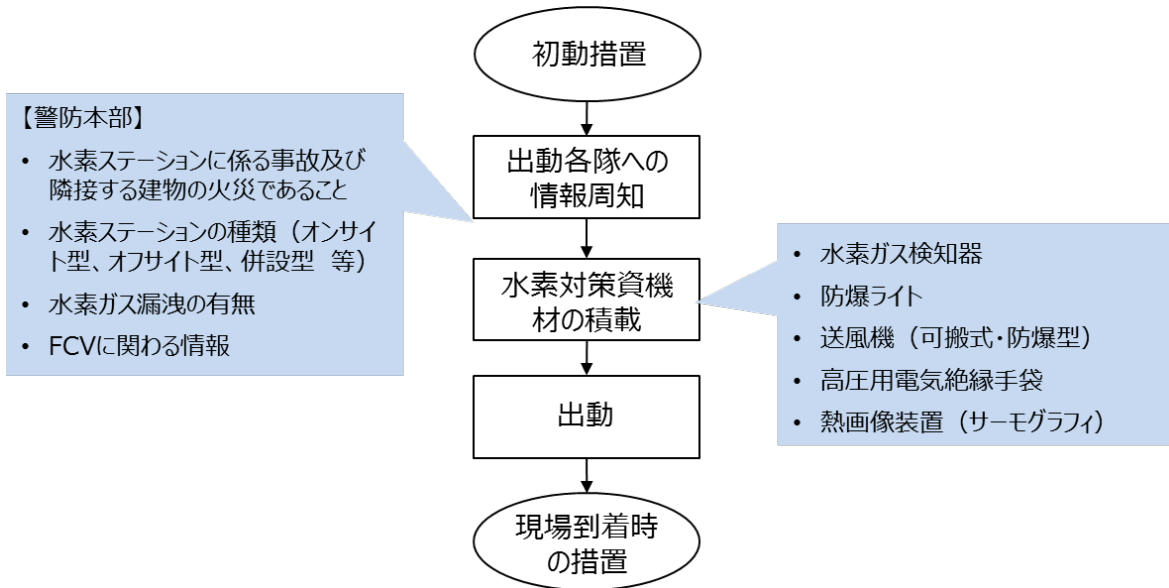 初動措置
【警防本部】
• 水素ステーションに係る事故及び
隣接する建物の火災であること
• 水素ステーションの種類（オンサイ
ト型、オフサイト型、併設型 等）
• 水素ガス漏洩の有無
• FCVに関わる情報
出動各隊への
情報周知
水素対策資機
材の積載
• 水素ガス検知器
• 防爆ライト
• 送風機（可搬式・防爆型）
• 高圧用電気絶縁手袋
• 熱画像装置（サーモグラフィ）
出動
現場到着時
の措置